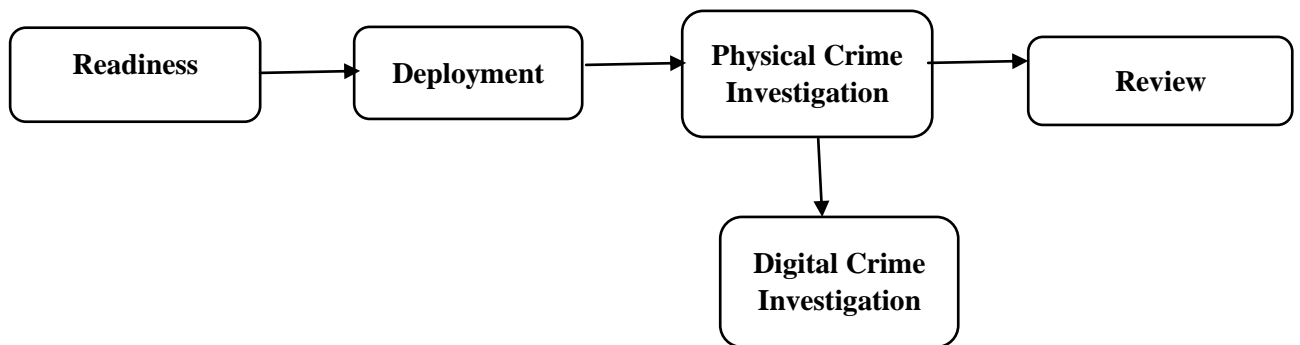 Readiness
Deployment
Physical Crime
Investigation
Review
Digital Crime
Investigation